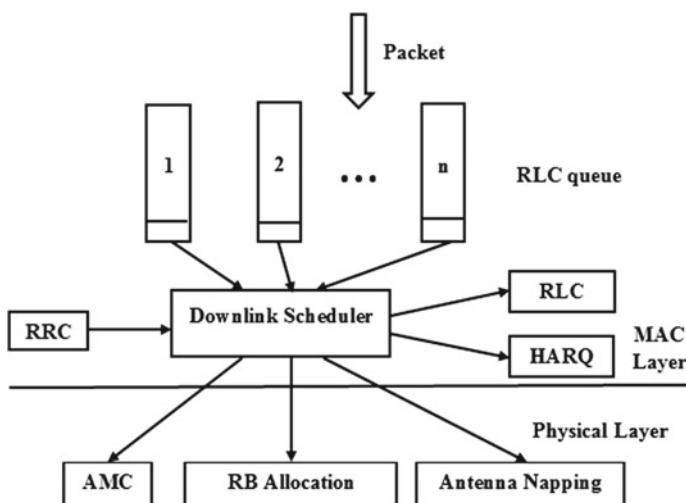 Packet
1
2
...
n
RLC queue
Downlink Scheduler
RLC
RRC
HARQ
MAC
Layer
Physical Layer
AMC
RB Allocation
Antenna Napping